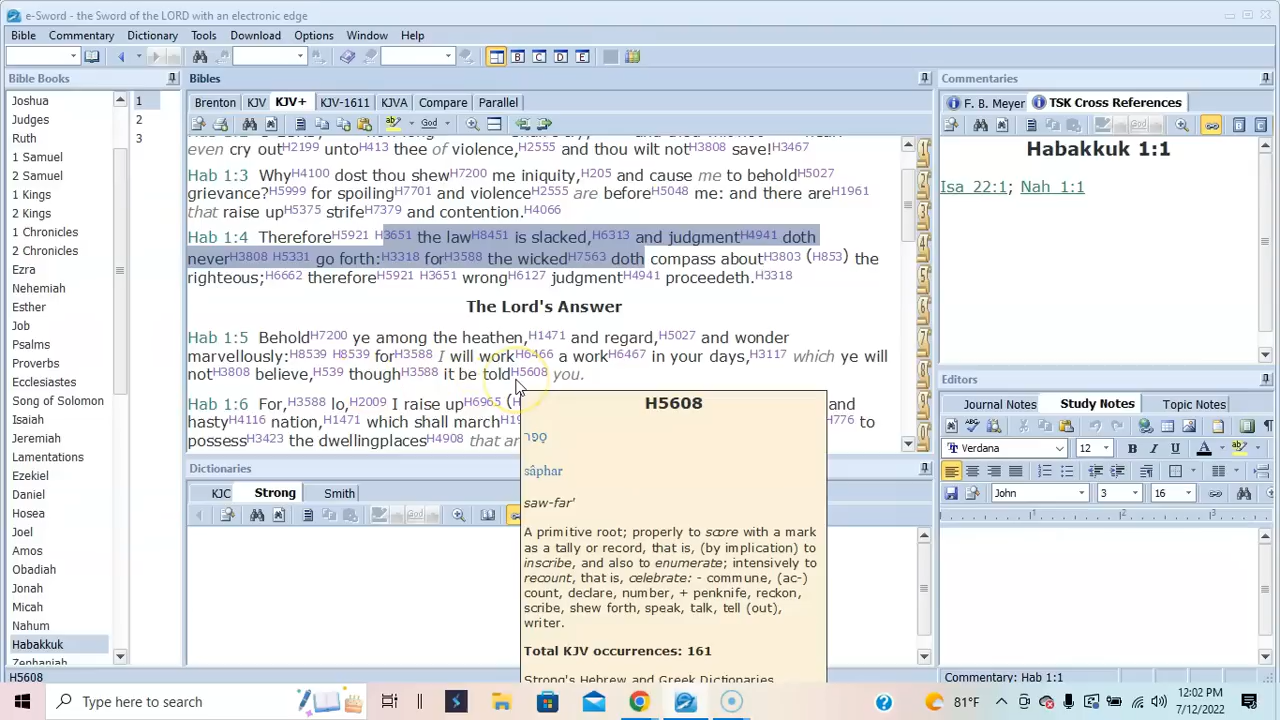 e-Sword - the Sword of the LORD with an electronic edge
Bible Commentary Dictionary Tools Download Options Window Help
B C D E
Bible Books
Joshua
Judges
Ruth
1 Samuel
2 Samuel
1 Kings
2 Kings
1 Chronicles
2 Chronicles
Ezra
Nehemiah
Esther
Job
Psalms
Proverbs
Ecclesiastes
Song of Solomon
Isaiah
Jeremiah
Lamentations
Ezekiel
Daniel
Hosea
Joel
Amos
Obadiah
Jonah
Micah
Nahum
Habakkuk
Zephaniah
1
2
3
Bibles
Brenton KJV KJV+ KJV-1611 KJVA Compare Parallel
God
even cry outH2199 untoH413 thee of violence,H2555 and thou wilt notH3808 save!H3467
Hab 1:3 WhyH4100 dost thou shewH7200 me iniquity,H205 and cause me to beholdH5027
grievance?H5999 for spoilingH7701 and violenceH2555 are beforeH5048 me: and there areH1961
that raise upH5375 strifeH7379 and contention.H4066
Hab 1:4 ThereforeH5921 H3651 the lawH8451 is slacked,H6313 and judgmentH4941 doth
neverH3808 H5331 go forth:H3318 forH3588 the wickedH7563 doth compass aboutH3803 (H853) the
righteous;H6662 thereforeH5921 H3651 wrongH6127 judgmentH4941 proceedeth.H3318
The Lord's Answer
Hab 1:5 BeholdH7200 ye among the heathen,H1471 and regard,H5027 and wonder
marvellously:H8539 H8539 forH3588 I will workH6466 a workH6467 in your days,H3117 which ye will
notH3808 believe,H539 thoughH3588 it be toldH5608 you.
Hab 1:6 For,H3588 lo,H2009 I raise upH6965 (H and
hasty nation,H1471 which shall marchH1 H776 to
possessH3423 the dwellingplacesH4908 that ar
H5608
סָפַר
sâphar
saw-far'
A primitive root; properly to score with a mark
as a tally or record, that is, (by implication) to
inscribe, and also to enumerate; intensively to
recount, that is, celebrate: - commune, (ac-)
count, declare, number, + penknife, reckon,
scribe, shew forth, speak, talk, tell (out),
writer.
Total KJV occurrences: 161
Strong's Hebrew and Greek Dictionaries
Dictionaries
KJC Strong Smith
God
Commentaries
F. B. Meyer TSK Cross References
God
Habakkuk 1:1
Isa 22:1; Nah 1:1
Editors
Journal Notes Study Notes Topic Notes
Verdana 12 B I U A
John 3 16
1 2 3
H5608
Commentary: Hab 1:1
Type here to search
81°F
12:02 PM
7/12/2022